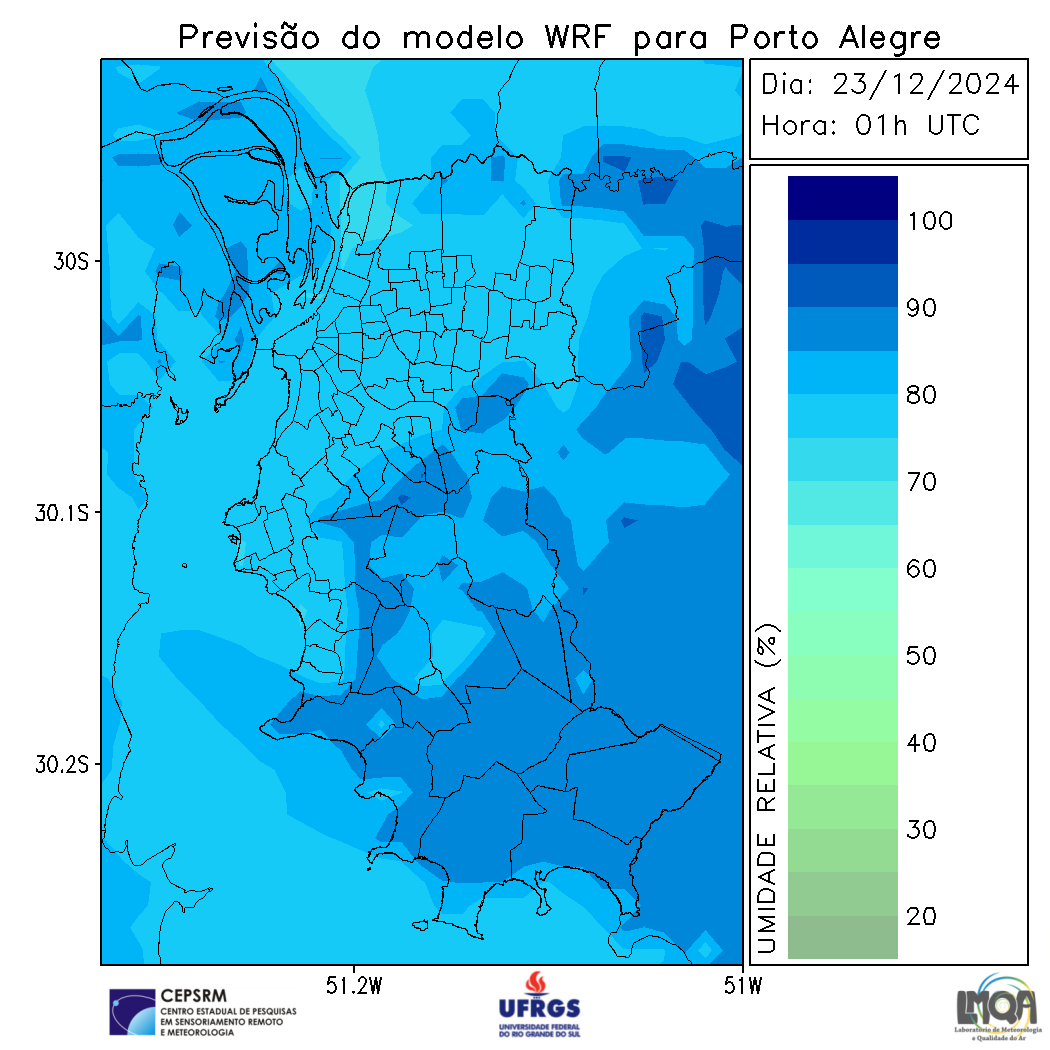 Previsão do modelo WRF para Porto Alegre
Dia: 23/12/2024
Hora: 01h UTC
30S
30.1S
30.2S
51.2W
51W
UMIDADE RELATIVA (%)
100
90
80
70
60
50
40
30
20
CEPSRM
CENTRO ESTADUAL DE PESQUISAS
EM SENSORIAMENTO REMOTO
E METEOROLOGIA
UFRGS
UNIVERSIDADE FEDERAL
DO RIO GRANDE DO SUL
LMQA
Laboratório de Meteorologia
e Qualidade do Ar